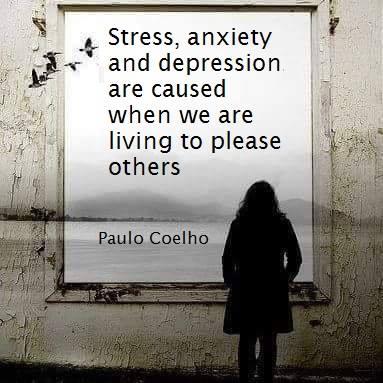 Stress, anxiety
and depression
are caused
when we are
living to please
others
Paulo Coelho